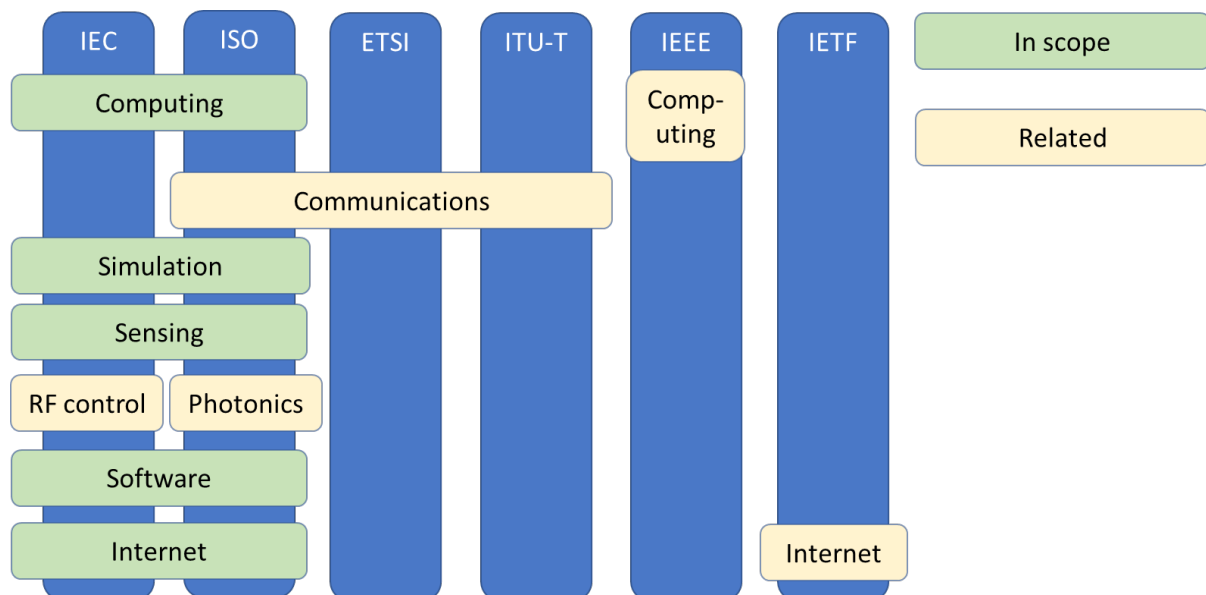 IEC
ISO
ETSI
ITU-T
IEEE
IETF
In scope
Computing
Comp-
uting
Related
Communications
Simulation
Sensing
RF control
Photonics
Software
Internet
Internet